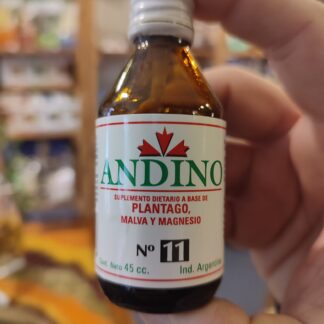 ANDINO
SUPLEMENTO DIETARIO A BASE DE
PLANTAGO,
MALVA Y MAGNESIO
Nº 11
Cont. Neto 45 cc. Ind. Argentina